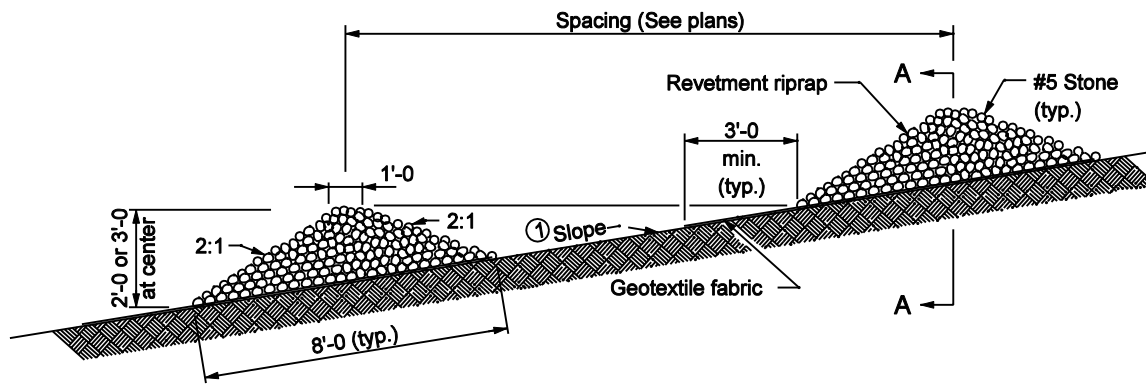 Spacing (See plans)
A
Revetment riprap
#5 Stone
(typ.)
3'-0
min.
(typ.)
1'-0
2:1
2:1
2'-0 or 3'-0
at center
1 Slope
Geotextile fabric
A
8'-0 (typ.)